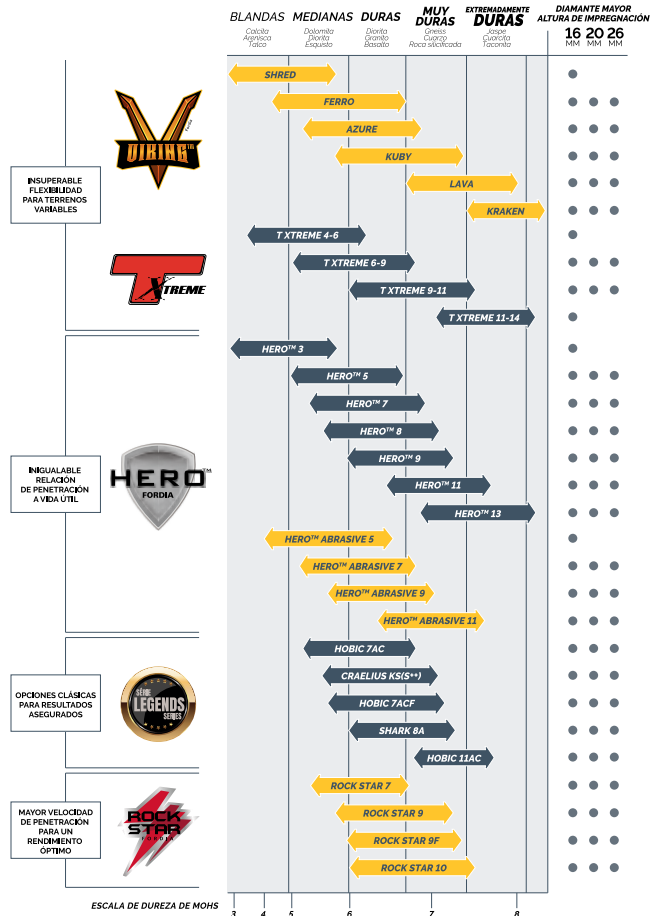 BLANDAS
Calcita
Arenisca
Talco
MEDIANAS
Dolomita
Diorita
Esquisto
DURAS
Diorita
Granito
Basalto
MUY
DURAS
Gneiss
Cuarzo
Roca silicificada
EXTREMADAMENTE
DURAS
Jaspe
Cuarcita
Taconita
DIAMANTE MAYOR
ALTURA DE IMPREGNACIÓN
16 20 26
MM MM MM
VIKING™
Fordia
INSUPERABLE
FLEXIBILIDAD
PARA TERRENOS
VARIABLES
SHRED
FERRO
AZURE
KUBY
LAVA
KRAKEN
T XTREME
T XTREME 4-6
T XTREME 6-9
T XTREME 9-11
T XTREME 11-14
INIGUALABLE
RELACIÓN
DE PENETRACIÓN
A VIDA ÚTIL
HERO™
FORDIA
HERO™ 3
HERO™ 5
HERO™ 7
HERO™ 8
HERO™ 9
HERO™ 11
HERO™ 13
HERO™ ABRASIVE 5
HERO™ ABRASIVE 7
HERO™ ABRASIVE 9
HERO™ ABRASIVE 11
OPCIONES CLÁSICAS
PARA RESULTADOS
ASEGURADOS
SÉRIE
LEGENDS
SERIES
HOBIC 7AC
CRAELIUS KS(S++)
HOBIC 7ACF
SHARK 8A
HOBIC 11AC
MAYOR VELOCIDAD
DE PENETRACIÓN
PARA UN
RENDIMIENTO
ÓPTIMO
ROCK
STAR
FORDIA
ROCK STAR 7
ROCK STAR 9
ROCK STAR 9F
ROCK STAR 10
ESCALA DE DUREZA DE MOHS
3 4 5 6 7 8